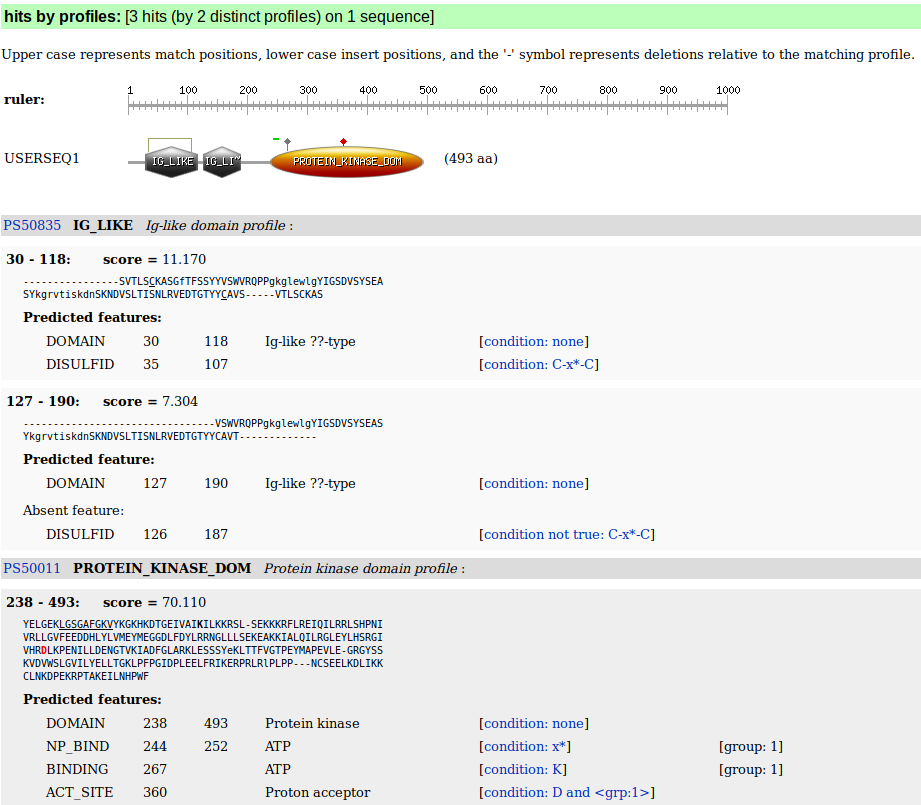 hits by profiles: [3 hits (by 2 distinct profiles) on 1 sequence]
Upper case represents match positions, lower case insert positions, and the '-' symbol represents deletions relative to the matching profile.
ruler: 1 100 200 300 400 500 600 700 800 900 1000
USERSEQ1 IG_LIKE IG_LI~ PROTEIN_KINASE_DOM (493 aa)
PS50835 IG_LIKE Ig-like domain profile :
30 - 118: score = 11.170
----------------SVTLSCKASGfTFSSYYVSWVRQPPgkglewlgYIGSDVSYSEA
SYkgrvtiskdnSKNDVSLTISNLRVEDTGTYYCAVS-----VTLSCKAS
Predicted features:
DOMAIN 30 118 Ig-like ??-type [condition: none]
DISULFID 35 107 [condition: C-x*-C]
127 - 190: score = 7.304
--------------------------------VSWVRQPPgkglewlgYIGSDVSYSEAS
YkgrvtiskdnSKNDVSLTISNLRVEDTGTYYCAVT-------------
Predicted feature:
DOMAIN 127 190 Ig-like ??-type [condition: none]
Absent feature:
DISULFID 126 187 [condition not true: C-x*-C]
PS50011 PROTEIN_KINASE_DOM Protein kinase domain profile :
238 - 493: score = 70.110
YELGEKLGSGAFGKVYKGKHKDTGEIVAIKILKKRSL-SEKKKRFLREIQILRRLSHPNI
VRLLGVFEEDDHLYLVMEYMEGGDLFDYLRRNGLLLSEKEAKKIALQILRGLEYLHSRGI
VHRDLKPENILLDENGTVKIADFGLARKLESSSYeKLTTFVGTPEYMAPEVLE-GRGYSS
KVDVWSLGVILYELLTGKLPFPGIDPLEELFRIKERPRLRlPLPP---NCSEELKDLIKK
CLNKDPEKRPTAKEILNHPWF
Predicted features:
DOMAIN 238 493 Protein kinase [condition: none]
NP_BIND 244 252 ATP [condition: x*] [group: 1]
BINDING 267 ATP [condition: K] [group: 1]
ACT_SITE 360 Proton acceptor [condition: D and <grp:1>]